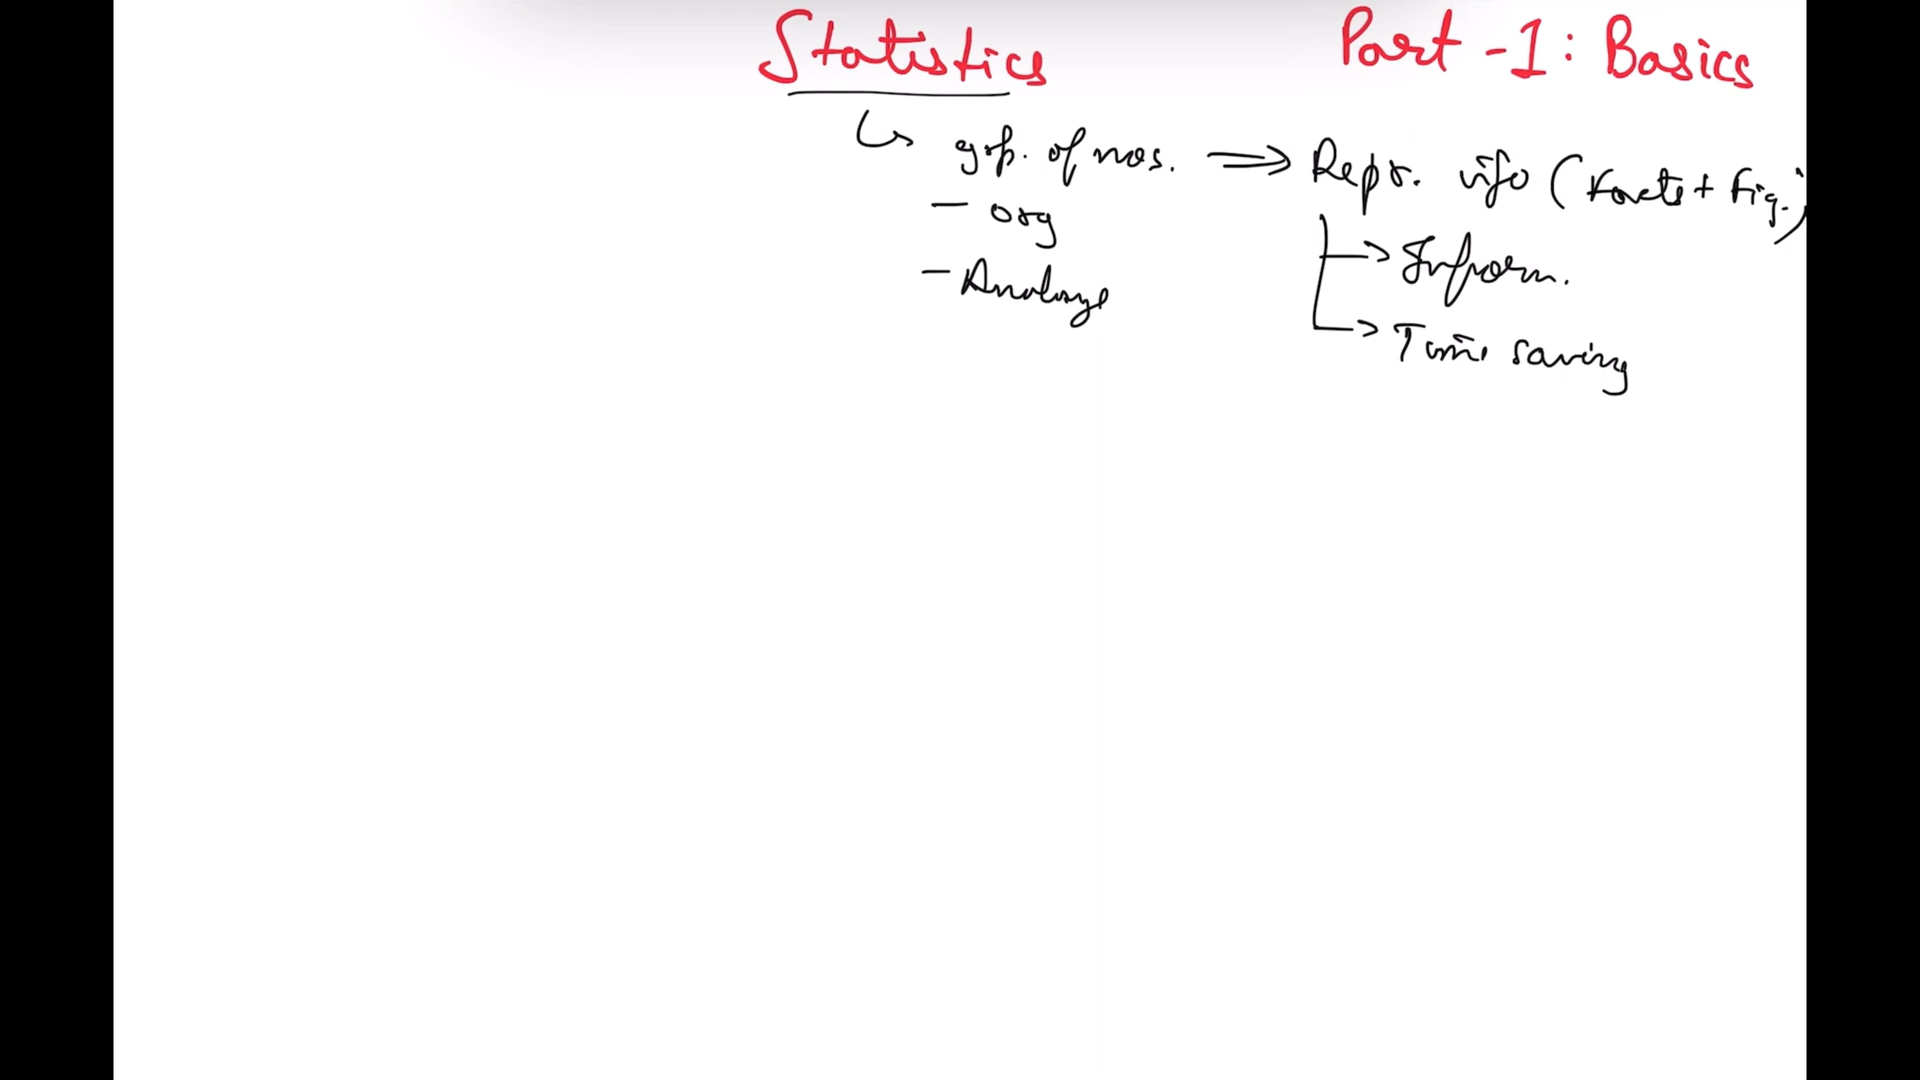 Statistics Part -1: Basics
↳ grp. of nos. ⇒ Repr. info (Facts + Fig.)
- org → Inform.
- Analyze → Time saving